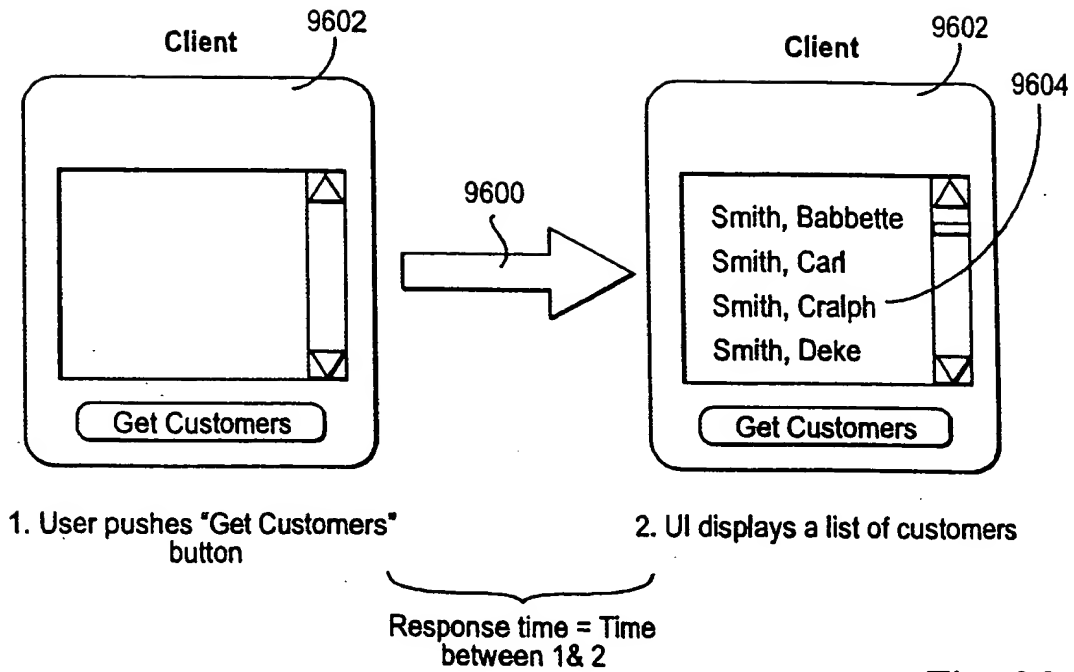 9602
Client
Get Customers
1. User pushes "Get Customers"
button
9600
9602
Client
9604
Smith, Babbette
Smith, Carl
Smith, Cralph
Smith, Deke
Get Customers
2. UI displays a list of customers
Response time = Time
between 1& 2